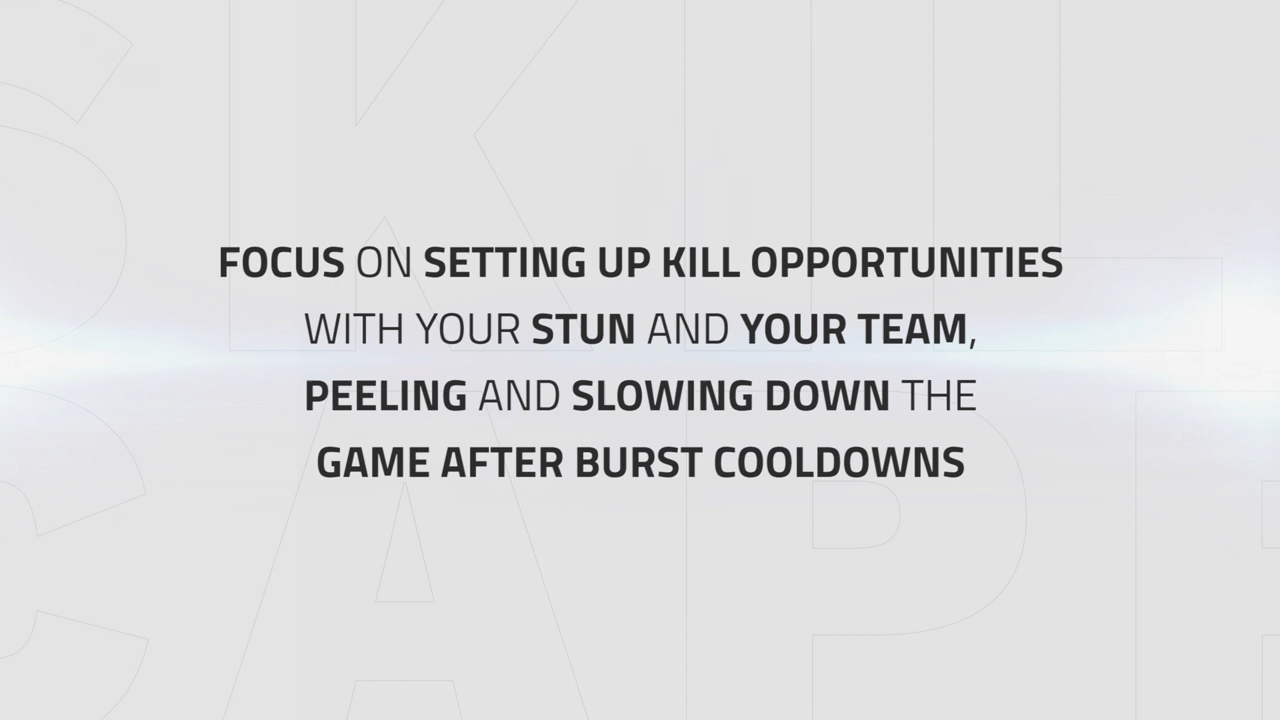 FOCUS ON SETTING UP KILL OPPORTUNITIES
WITH YOUR STUN AND YOUR TEAM,
PEELING AND SLOWING DOWN THE
GAME AFTER BURST COOLDOWNS